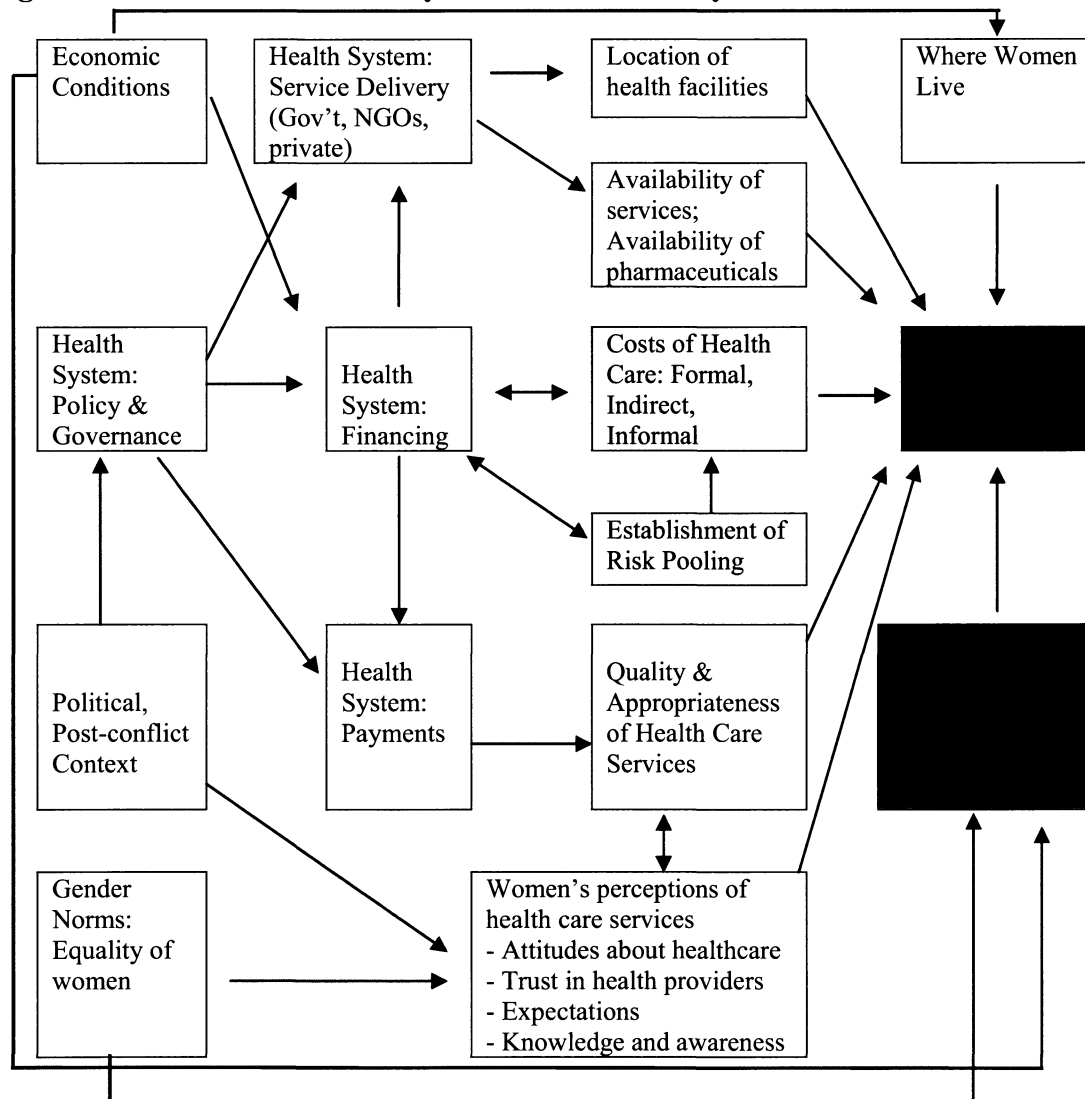 Economic
Conditions
Health System:
Service Delivery
(Gov't, NGOs,
private)
Location of
health facilities
Where Women
Live
Availability of
services;
Availability of
pharmaceuticals
Health
System:
Policy &
Governance
Health
System:
Financing
Costs of Health
Care: Formal,
Indirect,
Informal
Establishment of
Risk Pooling
Political,
Post-conflict
Context
Health
System:
Payments
Quality &
Appropriateness
of Health Care
Services
Gender
Norms:
Equality of
women
Women's perceptions of
health care services
- Attitudes about healthcare
- Trust in health providers
- Expectations
- Knowledge and awareness